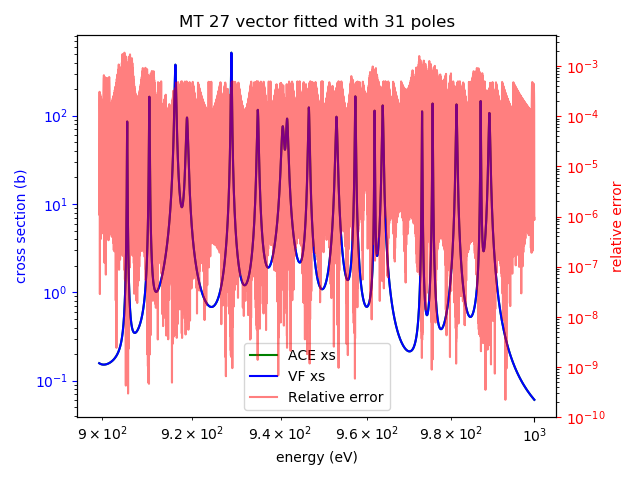 MT 27 vector fitted with 31 poles
cross section (b)
10²
10¹
10⁰
10⁻¹
10⁻³
10⁻⁴
10⁻⁵
10⁻⁶
10⁻⁷
10⁻⁸
10⁻⁹
10⁻¹⁰
relative error
ACE xs
VF xs
Relative error
9 × 10² 9.2 × 10² 9.4 × 10² 9.6 × 10² 9.8 × 10² 10³
energy (eV)